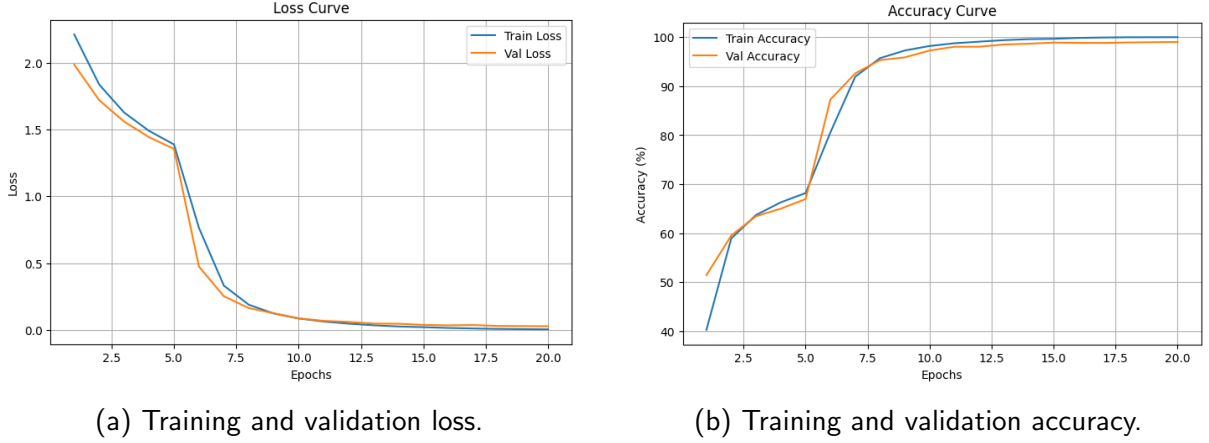 Loss Curve
Train Loss
Val Loss
2.0
1.5
1.0
0.5
0.0
Loss
2.5
5.0
7.5
10.0
12.5
15.0
17.5
20.0
Epochs
(a) Training and validation loss.
Accuracy Curve
Train Accuracy
Val Accuracy
100
90
80
70
60
50
40
Accuracy (%)
2.5
5.0
7.5
10.0
12.5
15.0
17.5
20.0
Epochs
(b) Training and validation accuracy.